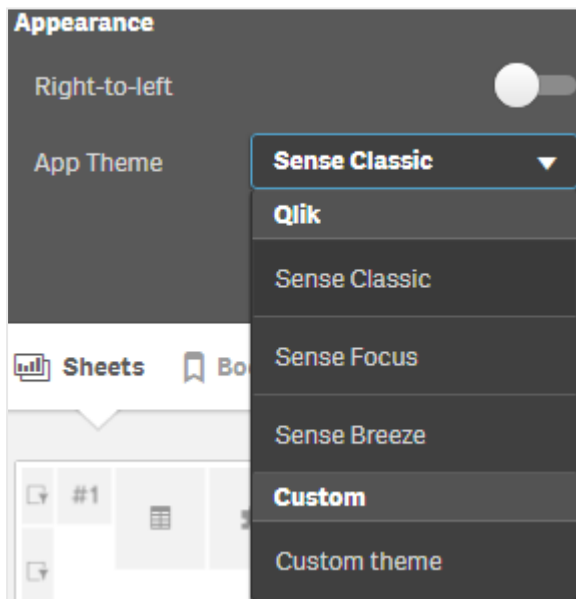 Appearance
Right-to-left
App Theme
Sense Classic
Qlik
Sense Classic
Sense Focus
Sense Breeze
Custom
Custom theme
Sheets
#1